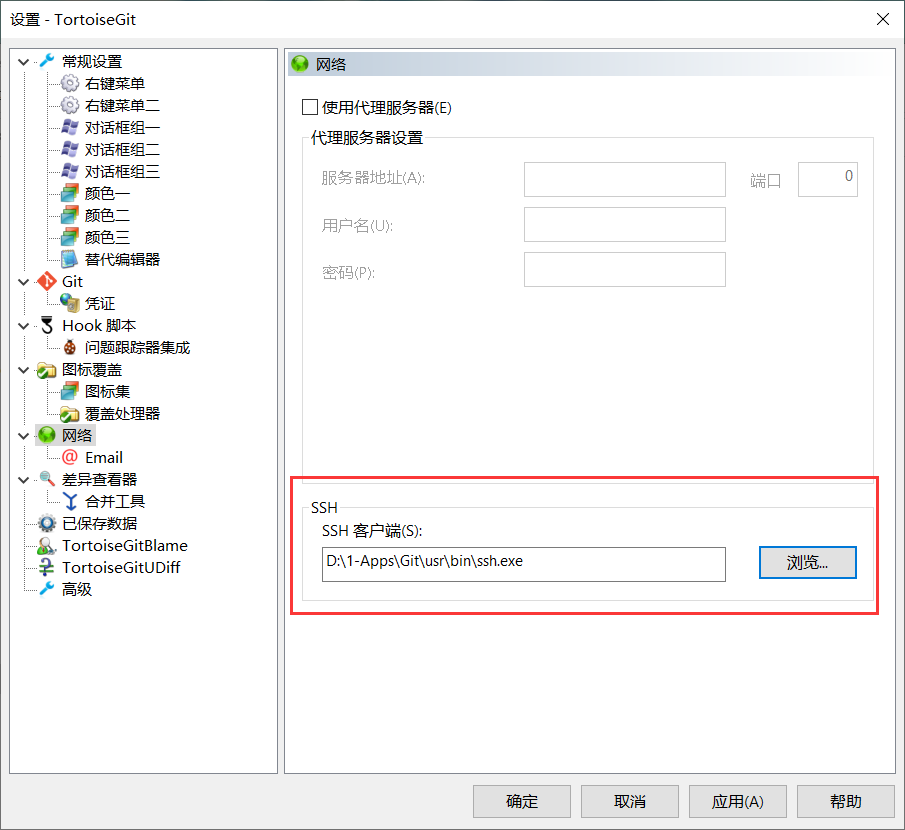 设置 - TortoiseGit
常规设置
右键菜单
右键菜单二
对话框组一
对话框组二
对话框组三
颜色一
颜色二
颜色三
替代编辑器
Git
凭证
Hook 脚本
问题跟踪器集成
图标覆盖
图标集
覆盖处理器
网络
Email
差异查看器
合并工具
已保存数据
TortoiseGitBlame
TortoiseGitUDiff
高级
网络
使用代理服务器(E)
代理服务器设置
服务器地址(A):
端口
0
用户名(U):
密码(P):
SSH
SSH 客户端(S):
D:\1-Apps\Git\usr\bin\ssh.exe
浏览...
确定
取消
应用(A)
帮助